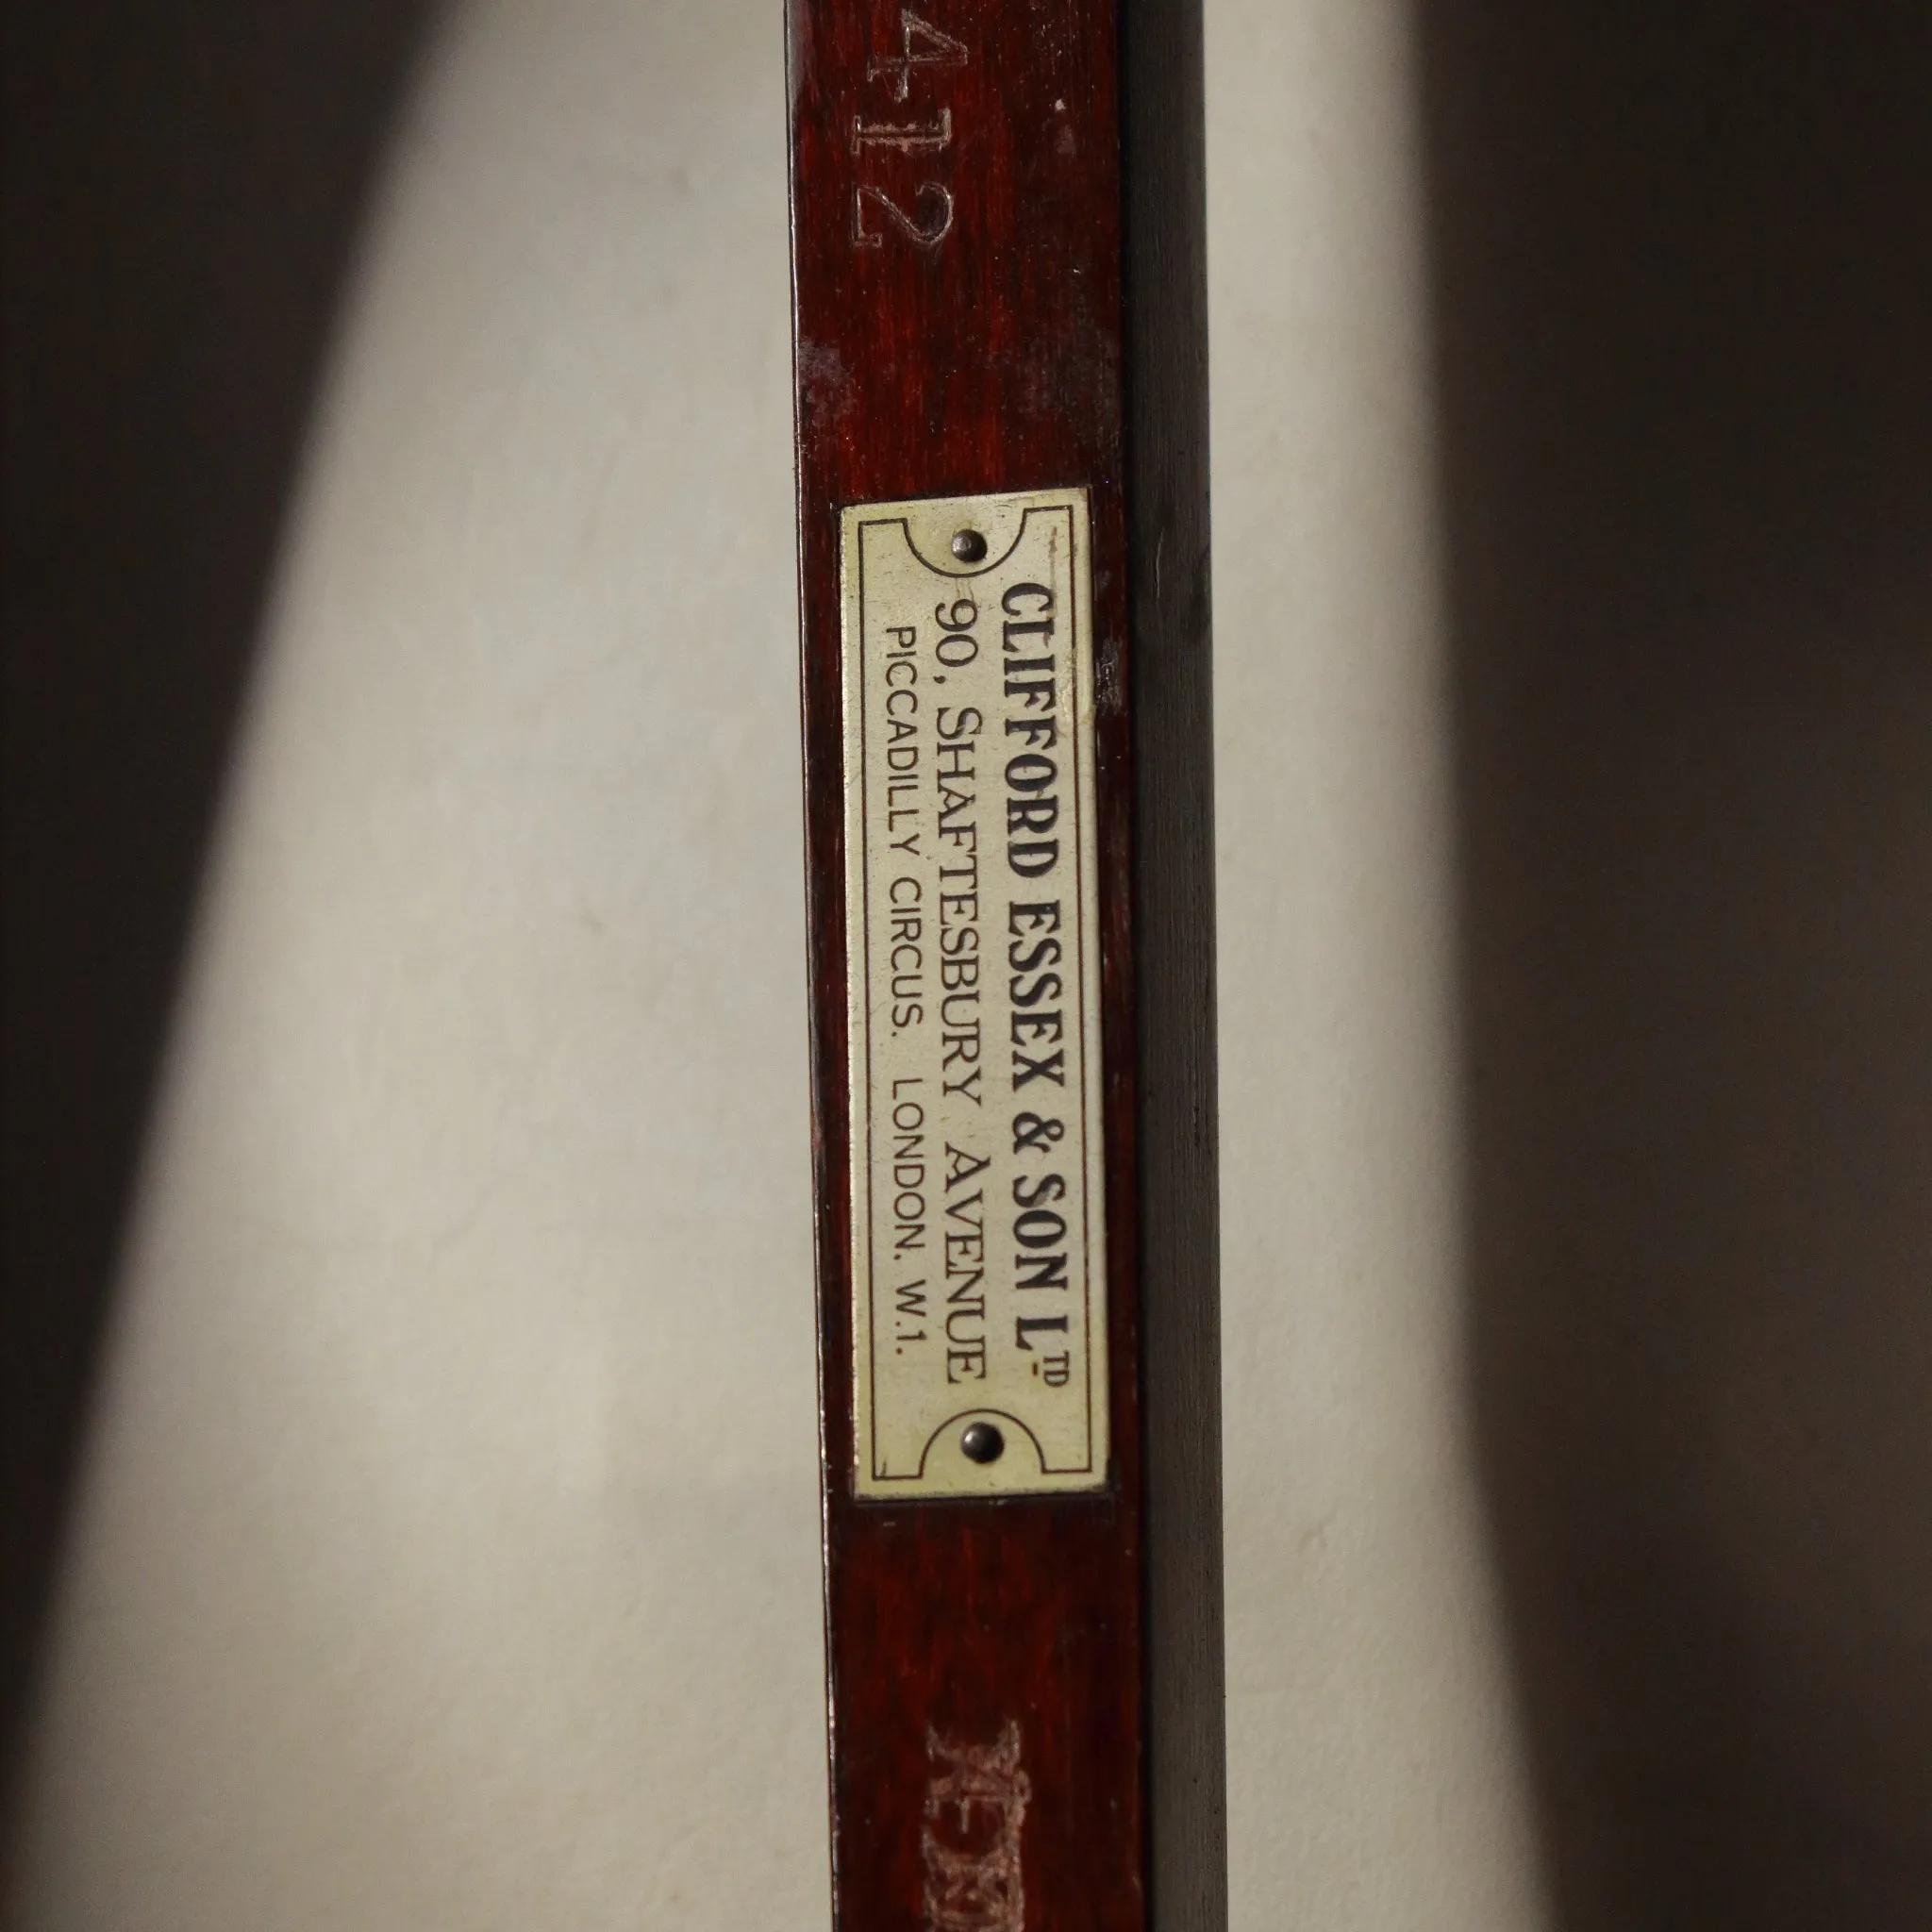 412
CLIFFORD ESSEX & SON LTD
90, SHAFTESBURY AVENUE
PICCADILLY CIRCUS. LONDON. W.1.